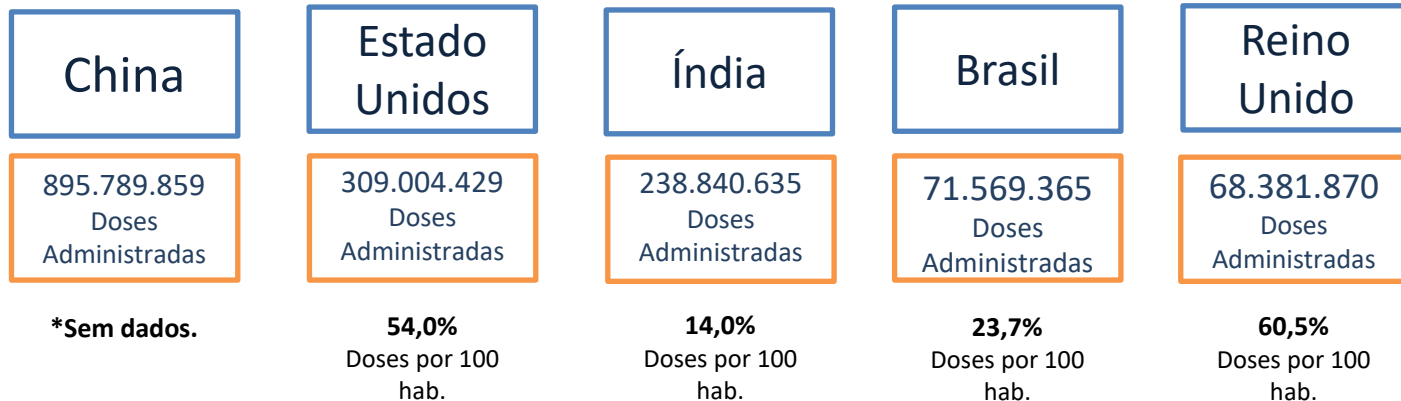 China
Estado
Unidos
Índia
Brasil
Reino
Unido
895.789.859
Doses
Administradas
309.004.429
Doses
Administradas
238.840.635
Doses
Administradas
71.569.365
Doses
Administradas
68.381.870
Doses
Administradas
*Sem dados.
54,0%
Doses por 100
hab.
14,0%
Doses por 100
hab.
23,7%
Doses por 100
hab.
60,5%
Doses por 100
hab.